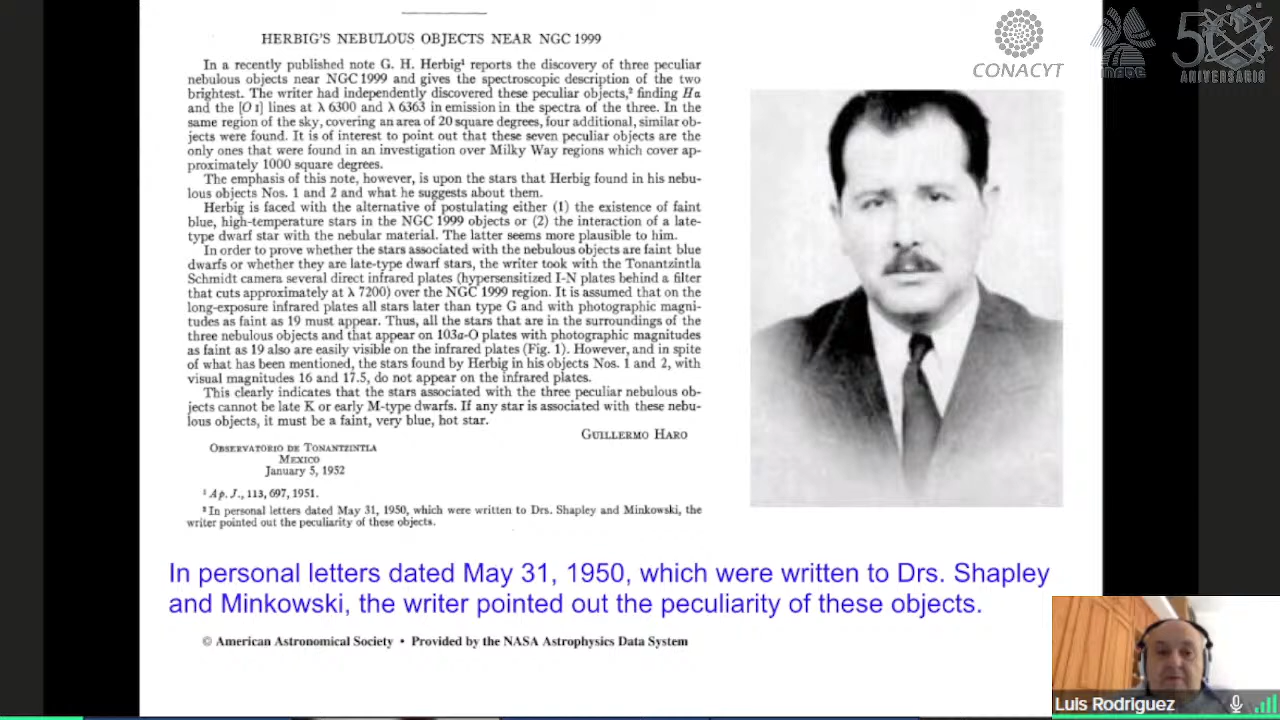 HERBIG'S NEBULOUS OBJECTS NEAR NGC 1999
In a recently published note G. H. Herbig¹ reports the discovery of three peculiar
nebulous objects near NGC 1999 and gives the spectroscopic description of the two
brightest. The writer had independently discovered these peculiar objects,² finding Hα
and the [O I] lines at λ 6300 and λ 6363 in emission in the spectra of the three. In the
same region of the sky, covering an area of 20 square degrees, four additional, similar ob-
jects were found. It is of interest to point out that these seven peculiar objects are the
only ones that were found in an investigation over Milky Way regions which cover ap-
proximately 1000 square degrees.
The emphasis of this note, however, is upon the stars that Herbig found in his nebu-
lous objects Nos. 1 and 2 and what he suggests about them.
Herbig is faced with the alternative of postulating either (1) the existence of faint
blue, high-temperature stars in the NGC 1999 objects or (2) the interaction of a late-
type dwarf star with the nebular material. The latter seems more plausible to him.
In order to prove whether the stars associated with the nebulous objects are faint blue
dwarfs or whether they are late-type dwarf stars, the writer took with the Tonantzintla
Schmidt camera several direct infrared plates (hypersensitized I-N plates behind a filter
that cuts approximately at λ 7200) over the NGC 1999 region. It is assumed that on the
long-exposure infrared plates all stars later than type G and with photographic magni-
tudes as faint as 19 must appear. Thus, all the stars that are in the surroundings of the
three nebulous objects and that appear on 103a-O plates with photographic magnitudes
as faint as 19 also are easily visible on the infrared plates (Fig. 1). However, and in spite
of what has been mentioned, the stars found by Herbig in his objects Nos. 1 and 2, with
visual magnitudes 16 and 17.5, do not appear on the infrared plates.
This clearly indicates that the stars associated with the three peculiar nebulous ob-
jects cannot be late K or early M-type dwarfs. If any star is associated with these nebu-
lous objects, it must be a faint, very blue, hot star.
GUILLERMO HARO
OBSERVATORIO DE TONANTZINTLA
MEXICO
January 5, 1952
¹ Ap. J., 113, 697, 1951.
² In personal letters dated May 31, 1950, which were written to Drs. Shapley and Minkowski, the
writer pointed out the peculiarity of these objects.
In personal letters dated May 31, 1950, which were written to Drs. Shapley
and Minkowski, the writer pointed out the peculiarity of these objects.
© American Astronomical Society • Provided by the NASA Astrophysics Data System
CONACYT
inaoe
50
ANIVERSARIO
Luis Rodriguez